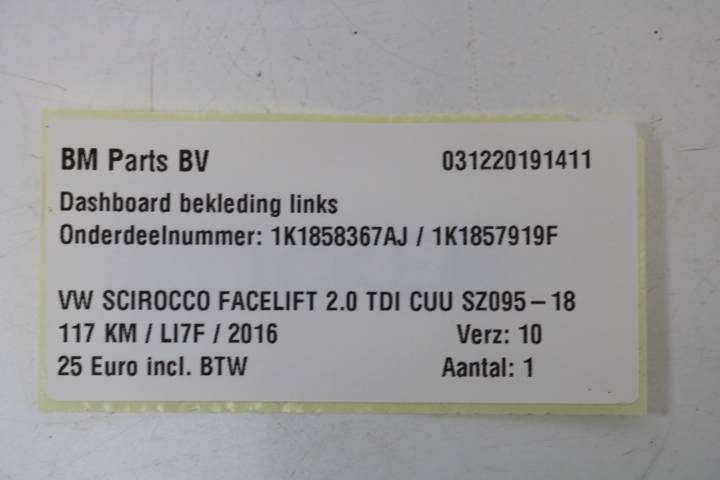 BM Parts BV 031220191411
Dashboard bekleding links
Onderdeelnummer: 1K1858367AJ / 1K1857919F
VW SCIROCCO FACELIFT 2.0 TDI CUU SZ095-18
117 KM / LI7F / 2016 Verz: 10
25 Euro incl. BTW Aantal: 1